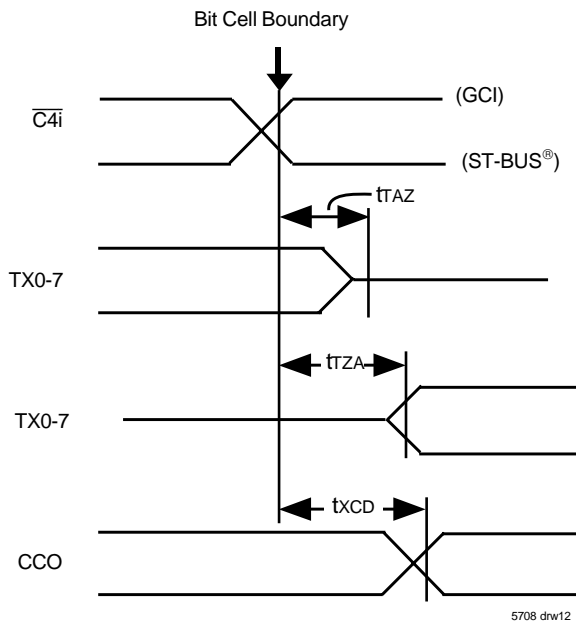 Bit Cell Boundary
C4i
(GCI)
(ST-BUS®)
tTAZ
TX0-7
tTZA
TX0-7
tXCD
CCO
5708 drw12